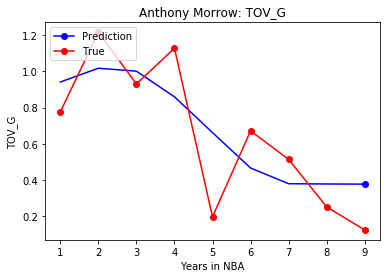 Anthony Morrow: TOV_G
Prediction
True
1.2
1.0
0.8
0.6
0.4
0.2
TOV_G
1 2 3 4 5 6 7 8 9
Years in NBA